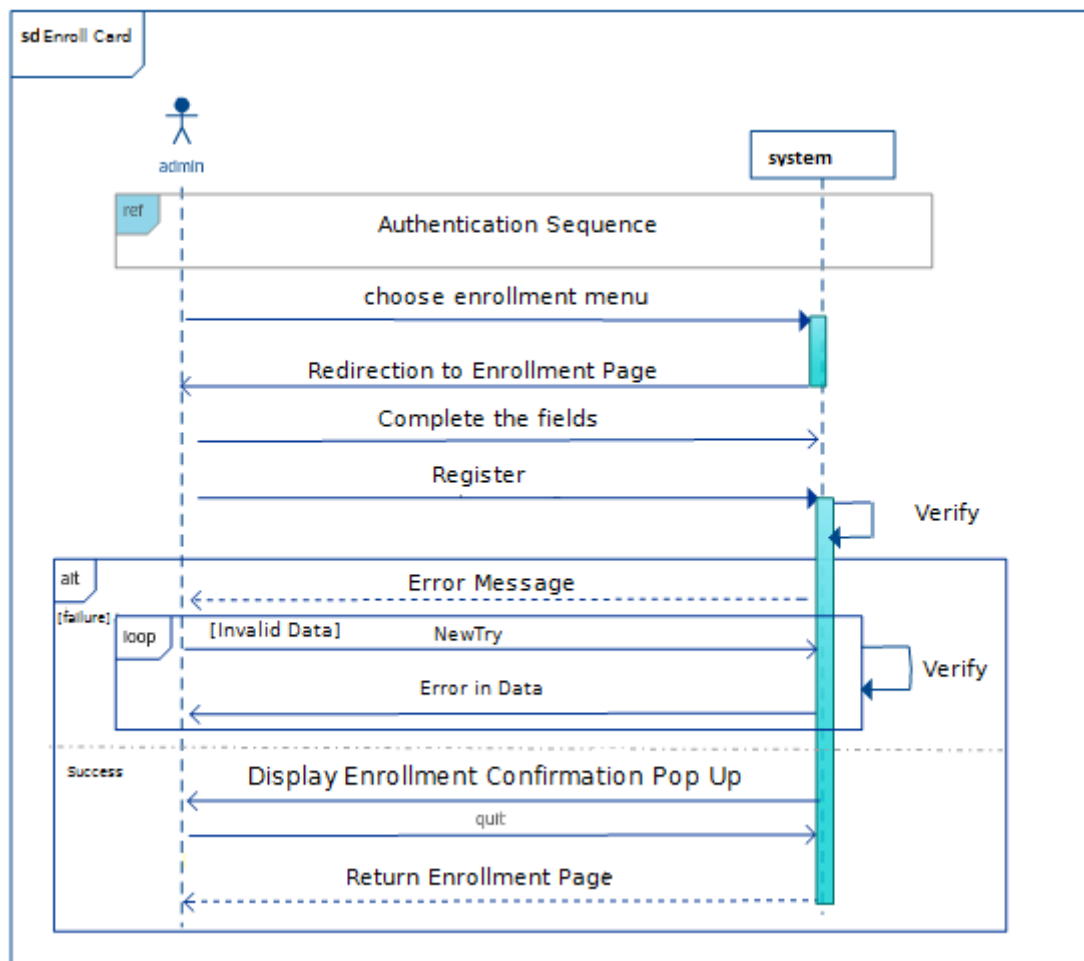 sd Enroll Card
admin
system
ref
Authentication Sequence
choose enrollment menu
Redirection to Enrollment Page
Complete the fields
Register
Verify
alt
Error Message
[failure]
loop
[Invalid Data]
NewTry
Verify
Error in Data
Success
Display Enrollment Confirmation Pop Up
quit
Return Enrollment Page